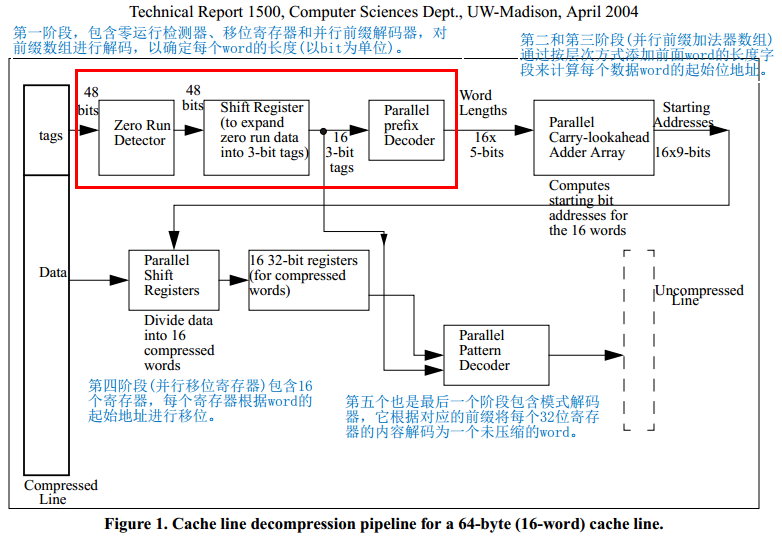 Technical Report 1500, Computer Sciences Dept., UW-Madison, April 2004
第一阶段,包含零运行检测器、移位寄存器和并行前缀解码器,对
前缀数组进行解码,以确定每个word的长度(以bit为单位)。
第二和第三阶段(并行前缀加法器数组)
通过按层次方式添加前面word的长度字
段来计算每个数据word的起始位地址。
tags
48
bits
Zero Run
Detector
48
bits
Shift Register
(to expand
zero run data
into 3-bit tags)
16
3-bit
tags
Parallel
prefix
Decoder
Word
Lengths
16x
5-bits
Parallel
Carry-lookahead
Adder Array
Computes
starting bit
addresses for
the 16 words
Starting
Addresses
16x9-bits
Data
Parallel
Shift
Registers
Divide data
into 16
compressed
words
16 32-bit registers
(for compressed
words)
Parallel
Pattern
Decoder
Uncompressed
Line
第四阶段(并行移位寄存器)包含16
个寄存器,每个寄存器根据word的
起始地址进行移位。
第五个也是最后一个阶段包含模式解码
器,它根据对应的前缀将每个32位寄存
器的内容解码为一个未压缩的word。
Compressed
Line
Figure 1. Cache line decompression pipeline for a 64-byte (16-word) cache line.